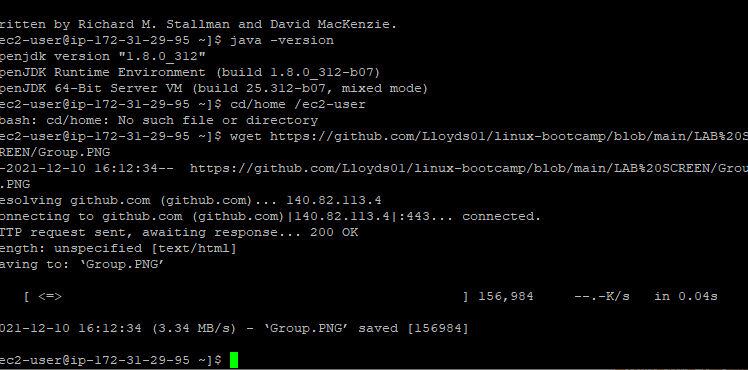 ritten by Richard M. Stallman and David MacKenzie.
ec2-user@ip-172-31-29-95 ~]$ java -version
penjdk version "1.8.0_312"
penJDK Runtime Environment (build 1.8.0_312-b07)
penJDK 64-Bit Server VM (build 25.312-b07, mixed mode)
ec2-user@ip-172-31-29-95 ~]$ cd/home /ec2-user
bash: cd/home: No such file or directory
ec2-user@ip-172-31-29-95 ~]$ wget https://github.com/Lloyds01/linux-bootcamp/blob/main/LAB%20S
REEN/Group.PNG
-2021-12-10 16:12:34-- https://github.com/Lloyds01/linux-bootcamp/blob/main/LAB%20SCREEN/Grou
.PNG
esolving github.com (github.com)... 140.82.113.4
onnecting to github.com (github.com)|140.82.113.4|:443... connected.
TTP request sent, awaiting response... 200 OK
ength: unspecified [text/html]
aving to: ‘Group.PNG’
[ <=> ] 156,984 --.-K/s in 0.04s
021-12-10 16:12:34 (3.34 MB/s) - ‘Group.PNG’ saved [156984]
ec2-user@ip-172-31-29-95 ~]$